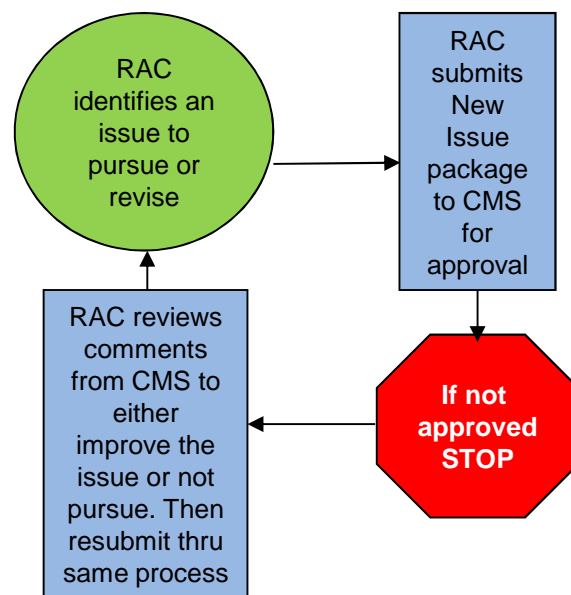 RAC
identifies an
issue to
pursue or
revise
RAC
submits
New
Issue
package
to CMS
for
approval
If not
approved
STOP
RAC reviews
comments
from CMS to
either
improve the
issue or not
pursue. Then
resubmit thru
same process